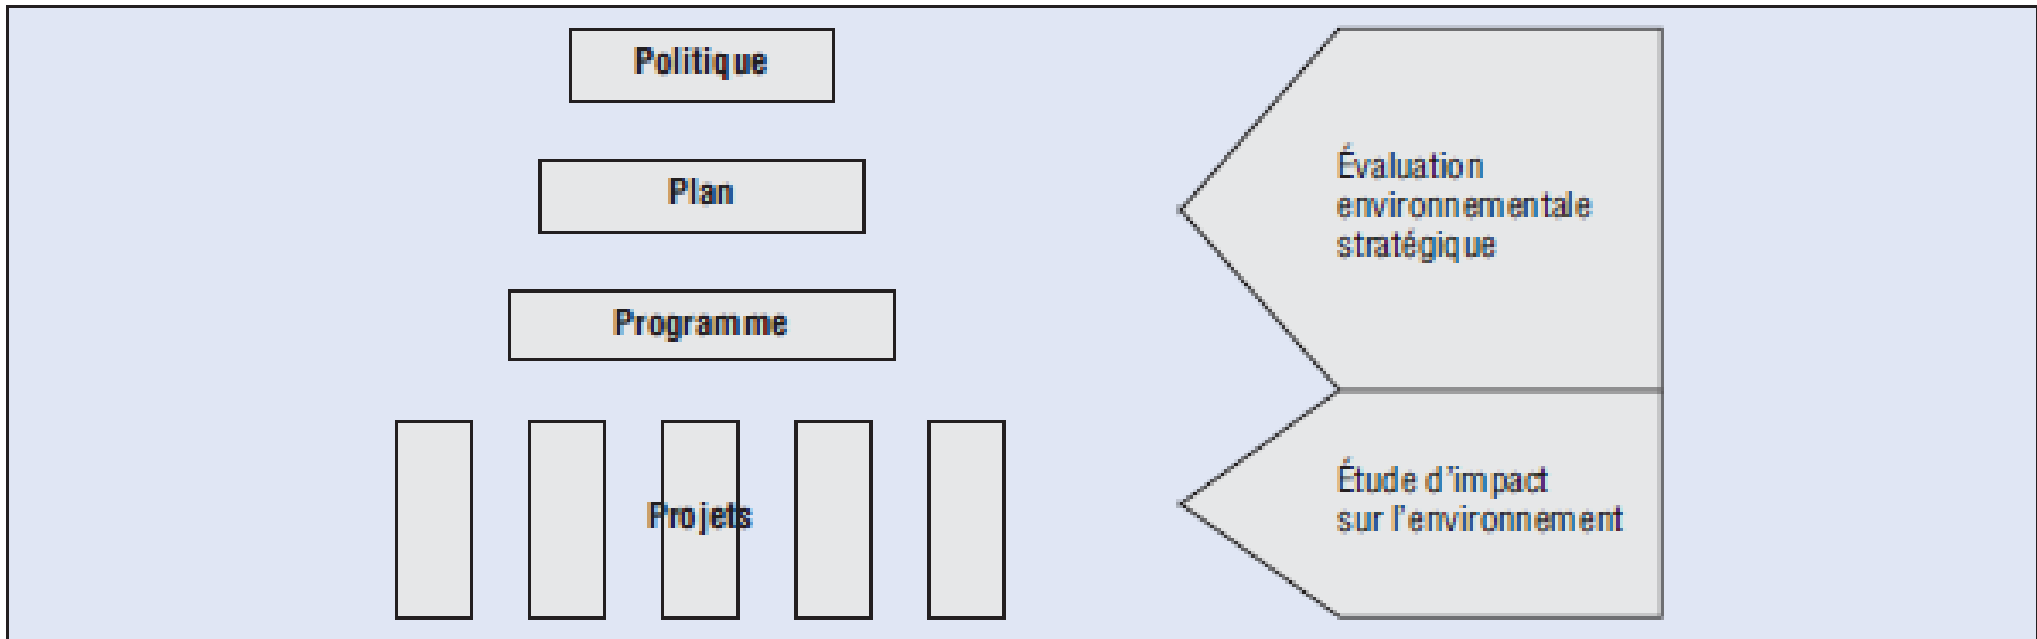 Politique
Plan
Programme
Projets
Évaluation
environnementale
stratégique
Étude d'impact
sur l'environnement